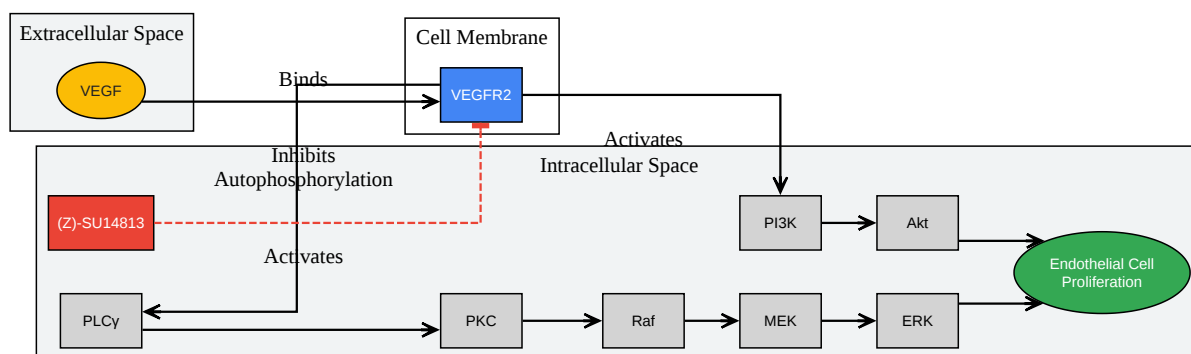 Extracellular Space
Cell Membrane
Binds
VEGF
VEGFR2
Activates
Inhibits
Autophosphorylation
Intracellular Space
(Z)-SU14813
PI3K
Akt
Activates
Endothelial Cell
Proliferation
PLCγ
PKC
Raf
MEK
ERK